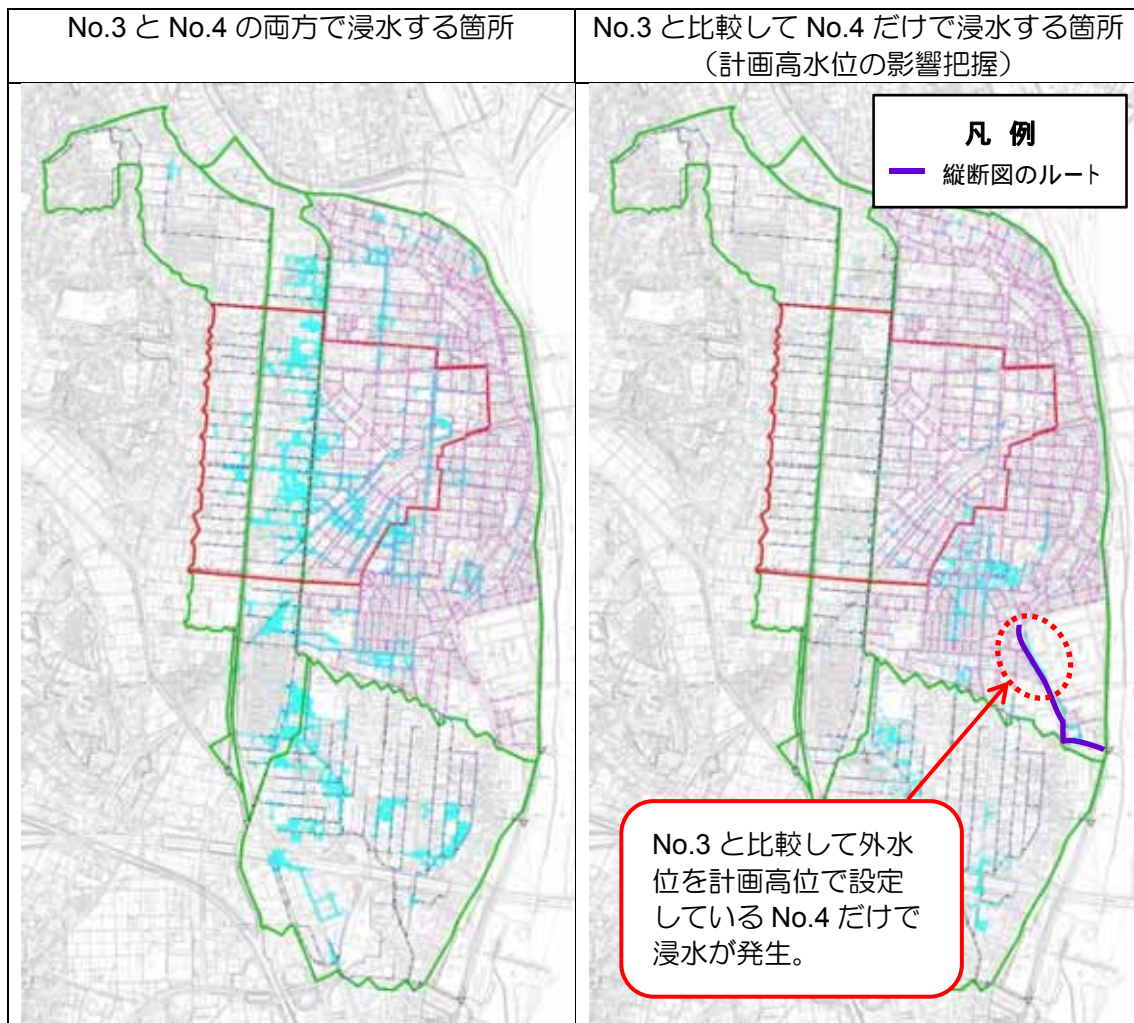 No.3 と No.4 の両方で浸水する箇所
No.3 と比較して No.4 だけで浸水する箇所
（計画高水位の影響把握）
凡 例
縦断図のルート
No.3 と比較して外水
位を計画高位で設定
している No.4 だけで
浸水が発生。